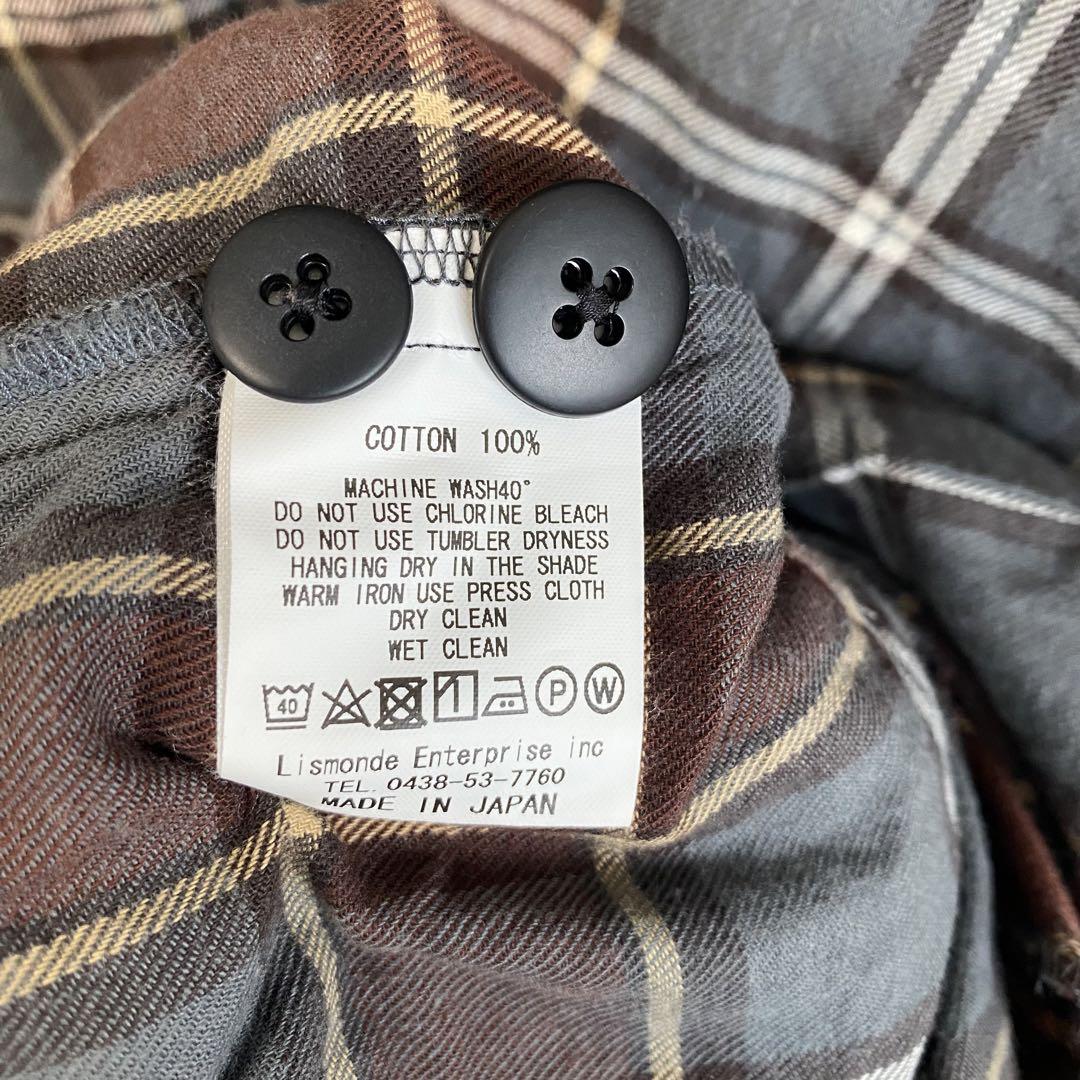 COTTON 100%
MACHINE WASH40°
DO NOT USE CHLORINE BLEACH
DO NOT USE TUMBLER DRYNESS
HANGING DRY IN THE SHADE
WARM IRON USE PRESS CLOTH
DRY CLEAN
WET CLEAN
40 P W
Lismonde Enterprise inc
TEL. 0438-53-7760
MADE IN JAPAN